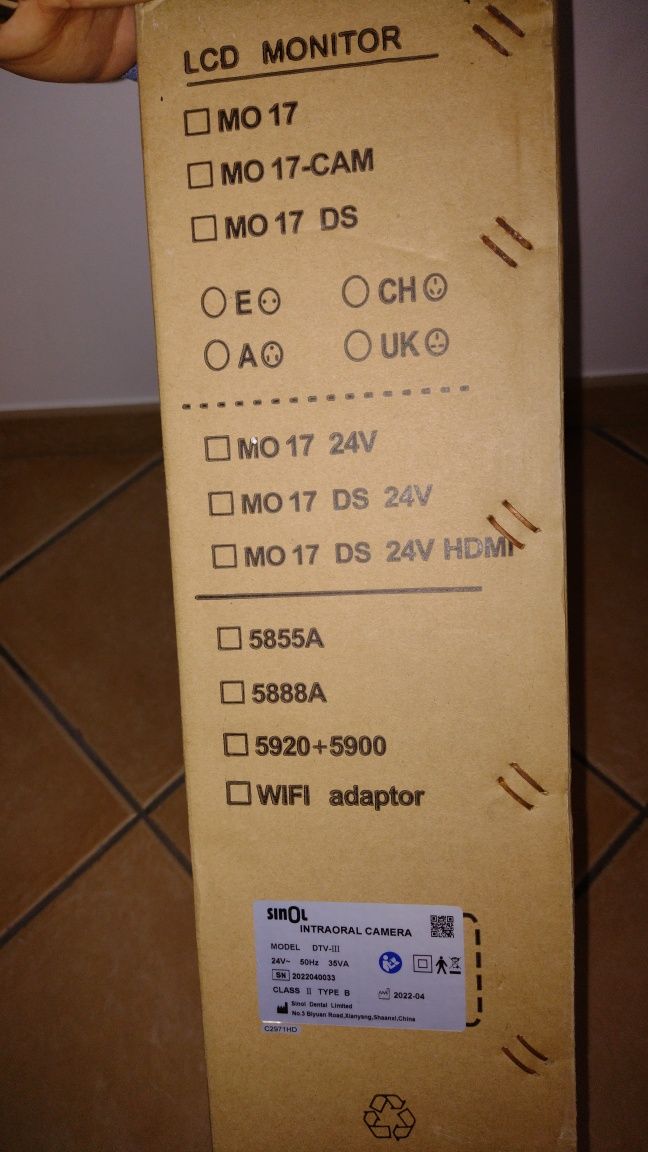 LCD MONITOR
MO 17
MO 17-CAM
MO 17 DS
E CH
A UK
MO 17 24V
MO 17 DS 24V
MO 17 DS 24V HDMI
5855A
5888A
5920+5900
WIFI adaptor
SINOL
INTRAORAL CAMERA
MODEL DTV-III
24V~ 50Hz 35VA
SN 2022040033
CLASS II TYPE B 2022-04
Sinol Dental Limited
No.3 Biyuan Road,Xianyang,Shaanxi,China
C2971HD